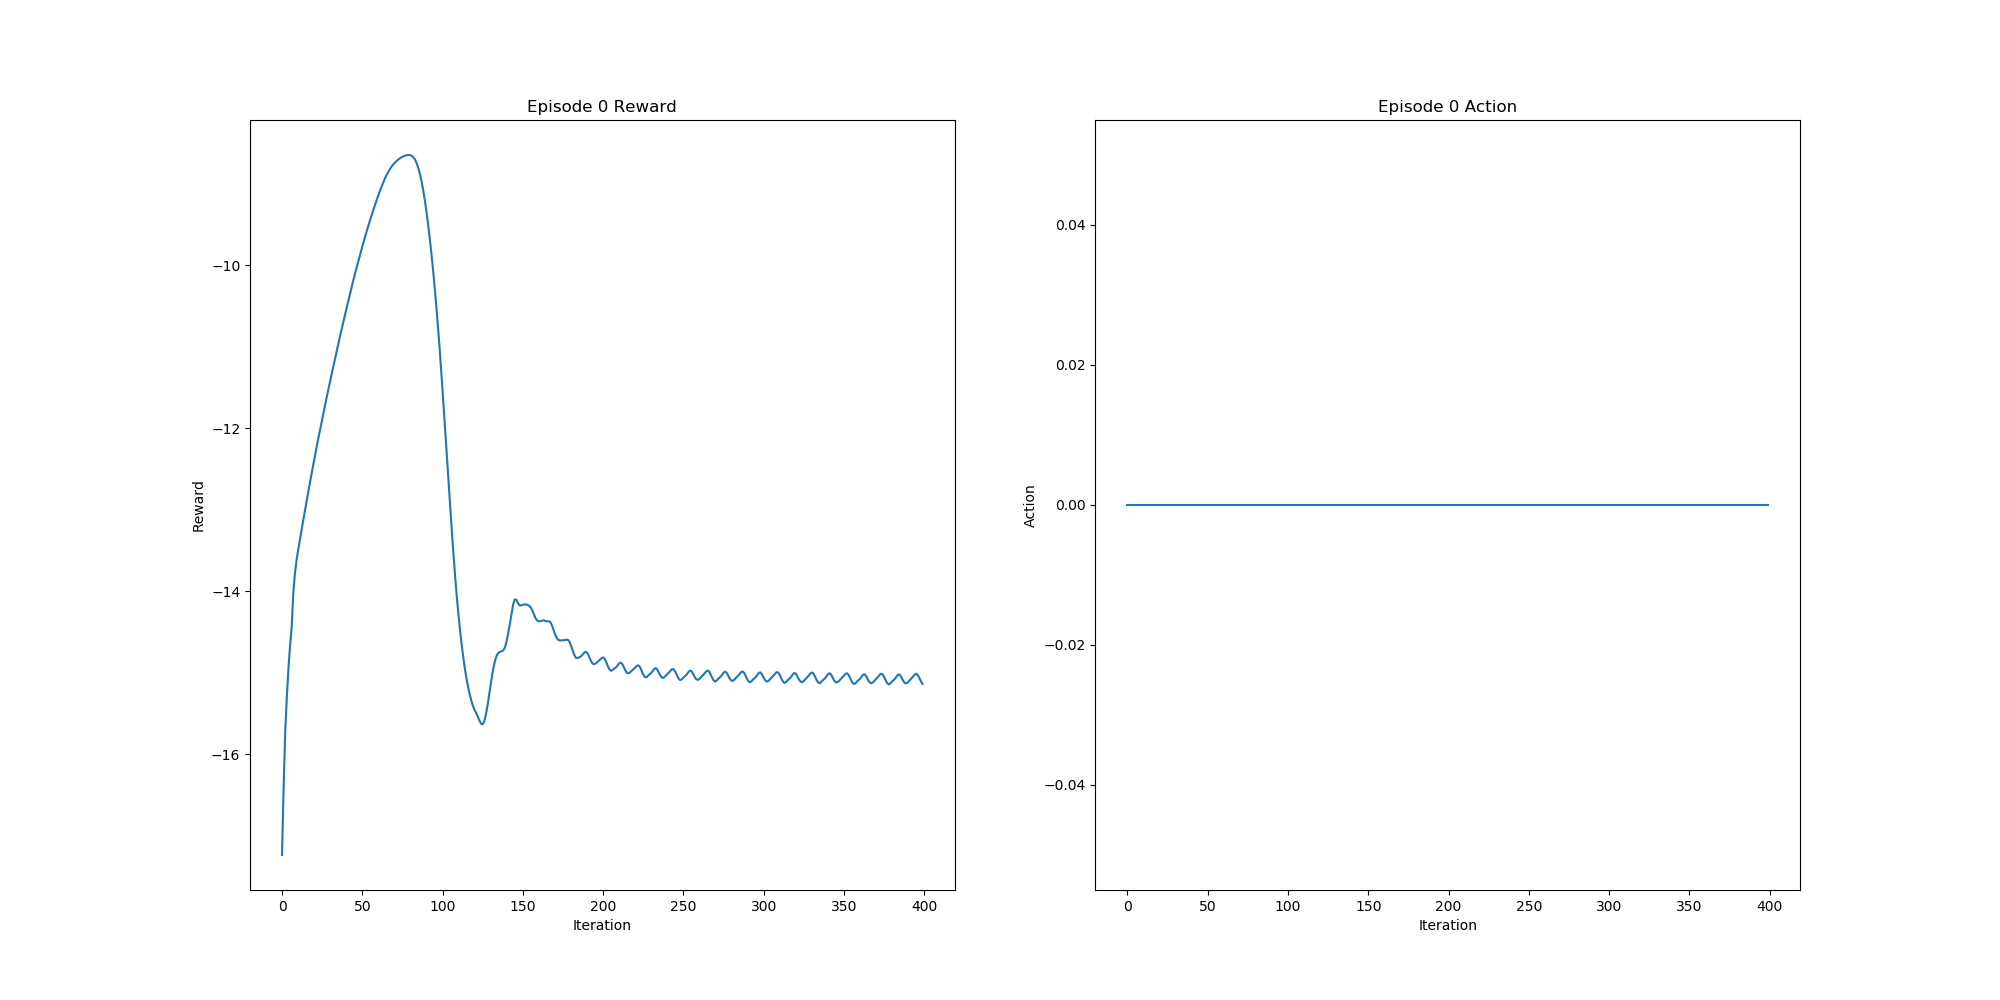 Episode 0 Reward
Reward
−10
−12
−14
−16
0 50 100 150 200 250 300 350 400
Iteration
Episode 0 Action
Action
0.04
0.02
0.00
−0.02
−0.04
0 50 100 150 200 250 300 350 400
Iteration